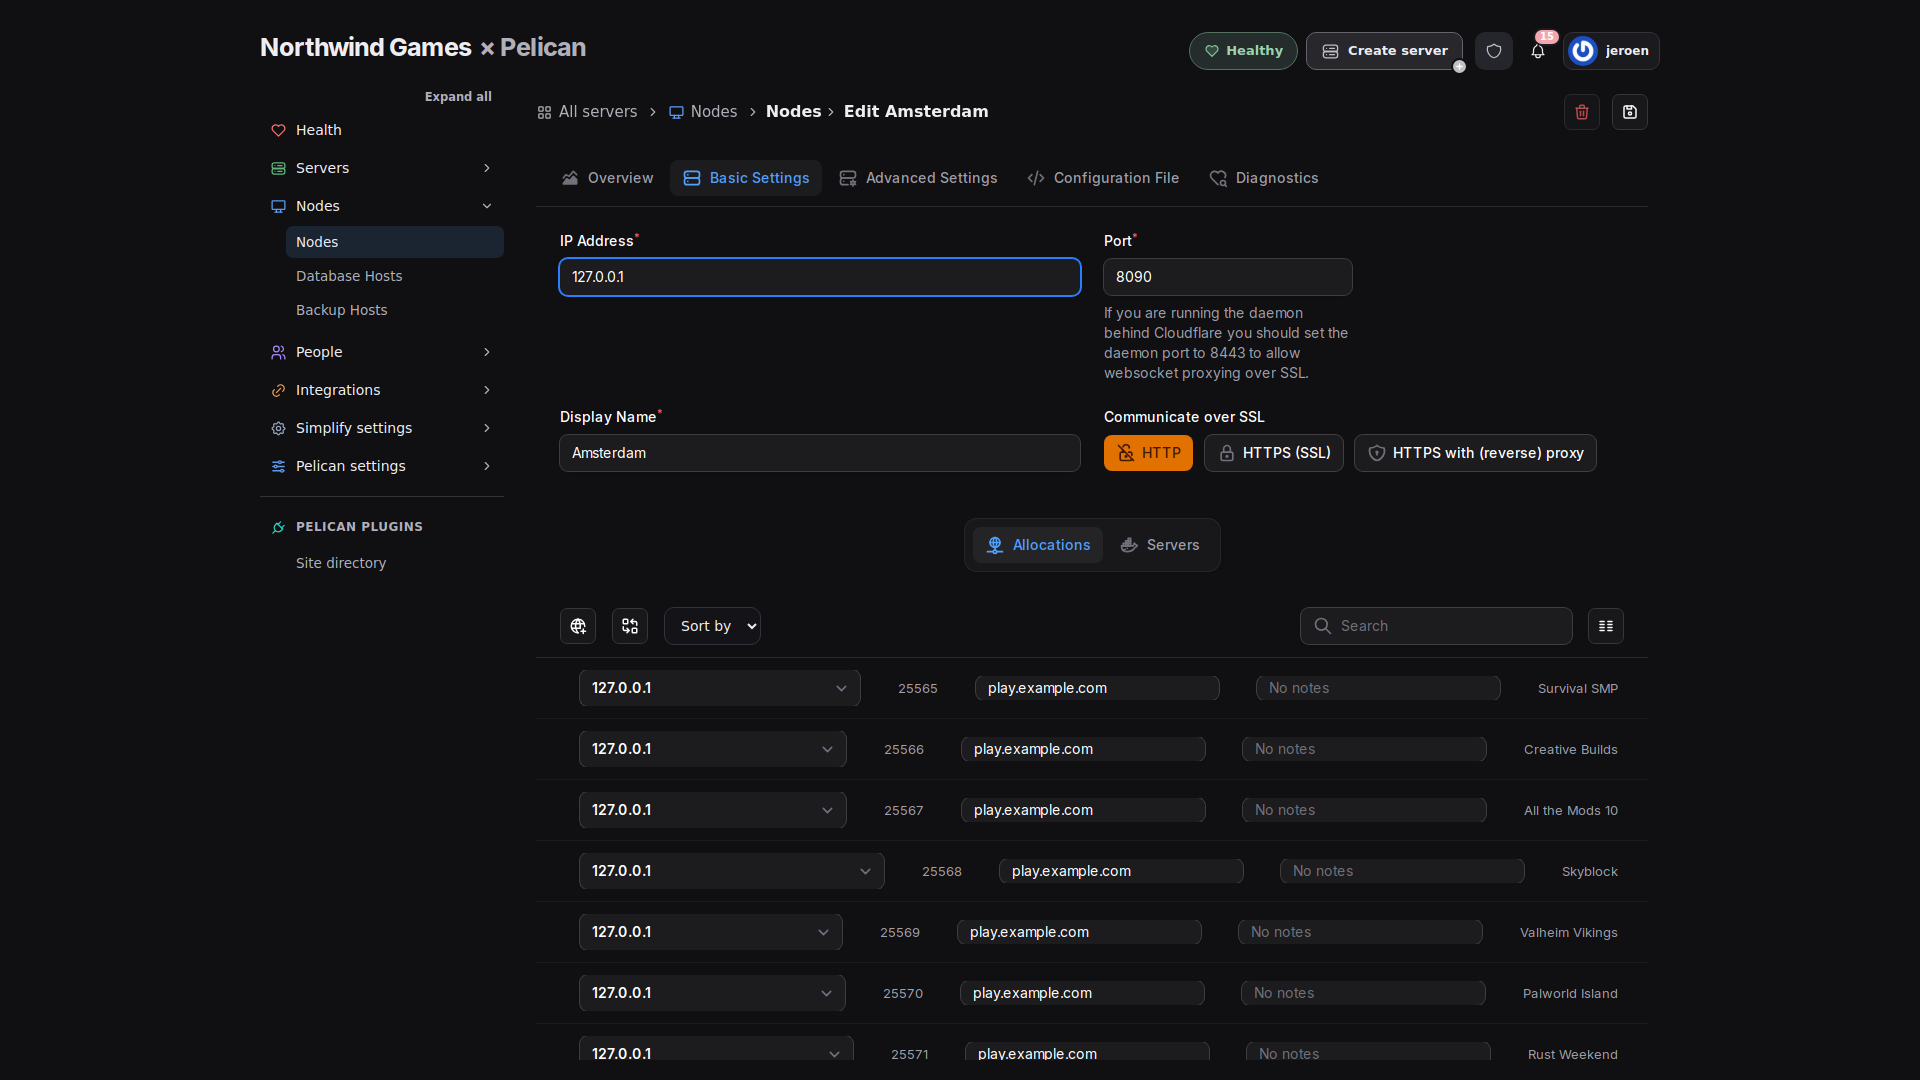 Northwind Games × Pelican
Healthy
Create server
15
jeroen
Expand all
Health
Servers
Nodes
Nodes
Database Hosts
Backup Hosts
People
Integrations
Simplify settings
Pelican settings
PELICAN PLUGINS
Site directory
All servers > Nodes > Nodes > Edit Amsterdam
Overview Basic Settings Advanced Settings Configuration File Diagnostics
IP Address*
127.0.0.1
Port*
8090
If you are running the daemon
behind Cloudflare you should set the
daemon port to 8443 to allow
websocket proxying over SSL.
Display Name*
Amsterdam
Communicate over SSL
HTTP HTTPS (SSL) HTTPS with (reverse) proxy
Allocations Servers
Sort by Search
127.0.0.1 25565 play.example.com No notes Survival SMP
127.0.0.1 25566 play.example.com No notes Creative Builds
127.0.0.1 25567 play.example.com No notes All the Mods 10
127.0.0.1 25568 play.example.com No notes Skyblock
127.0.0.1 25569 play.example.com No notes Valheim Vikings
127.0.0.1 25570 play.example.com No notes Palworld Island
127.0.0.1 25571 play.example.com No notes Rust Weekend